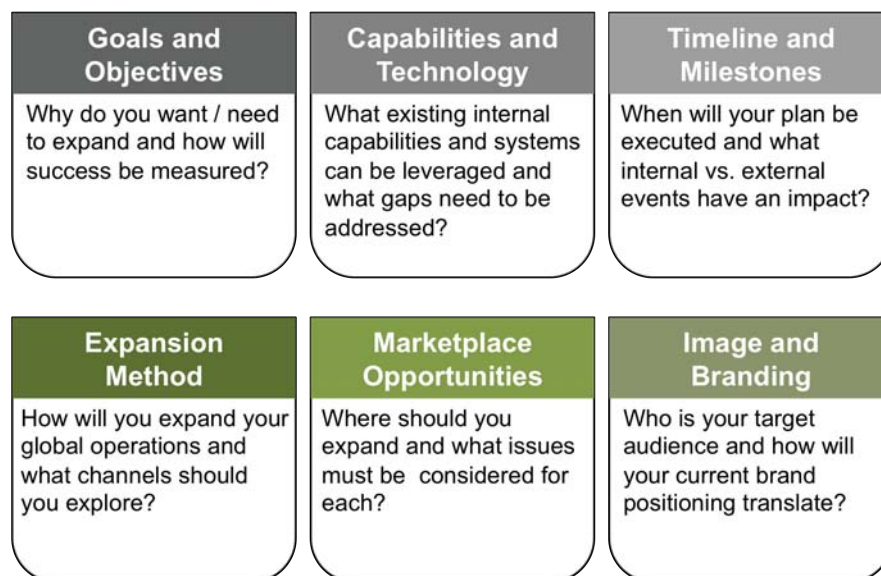 Goals and
Objectives
Why do you want / need
to expand and how will
success be measured?
Capabilities and
Technology
What existing internal
capabilities and systems
can be leveraged and
what gaps need to be
addressed?
Timeline and
Milestones
When will your plan be
executed and what
internal vs. external
events have an impact?
Expansion
Method
How will you expand your
global operations and
what channels should
you explore?
Marketplace
Opportunities
Where should you
expand and what issues
must be considered for
each?
Image and
Branding
Who is your target
audience and how will
your current brand
positioning translate?